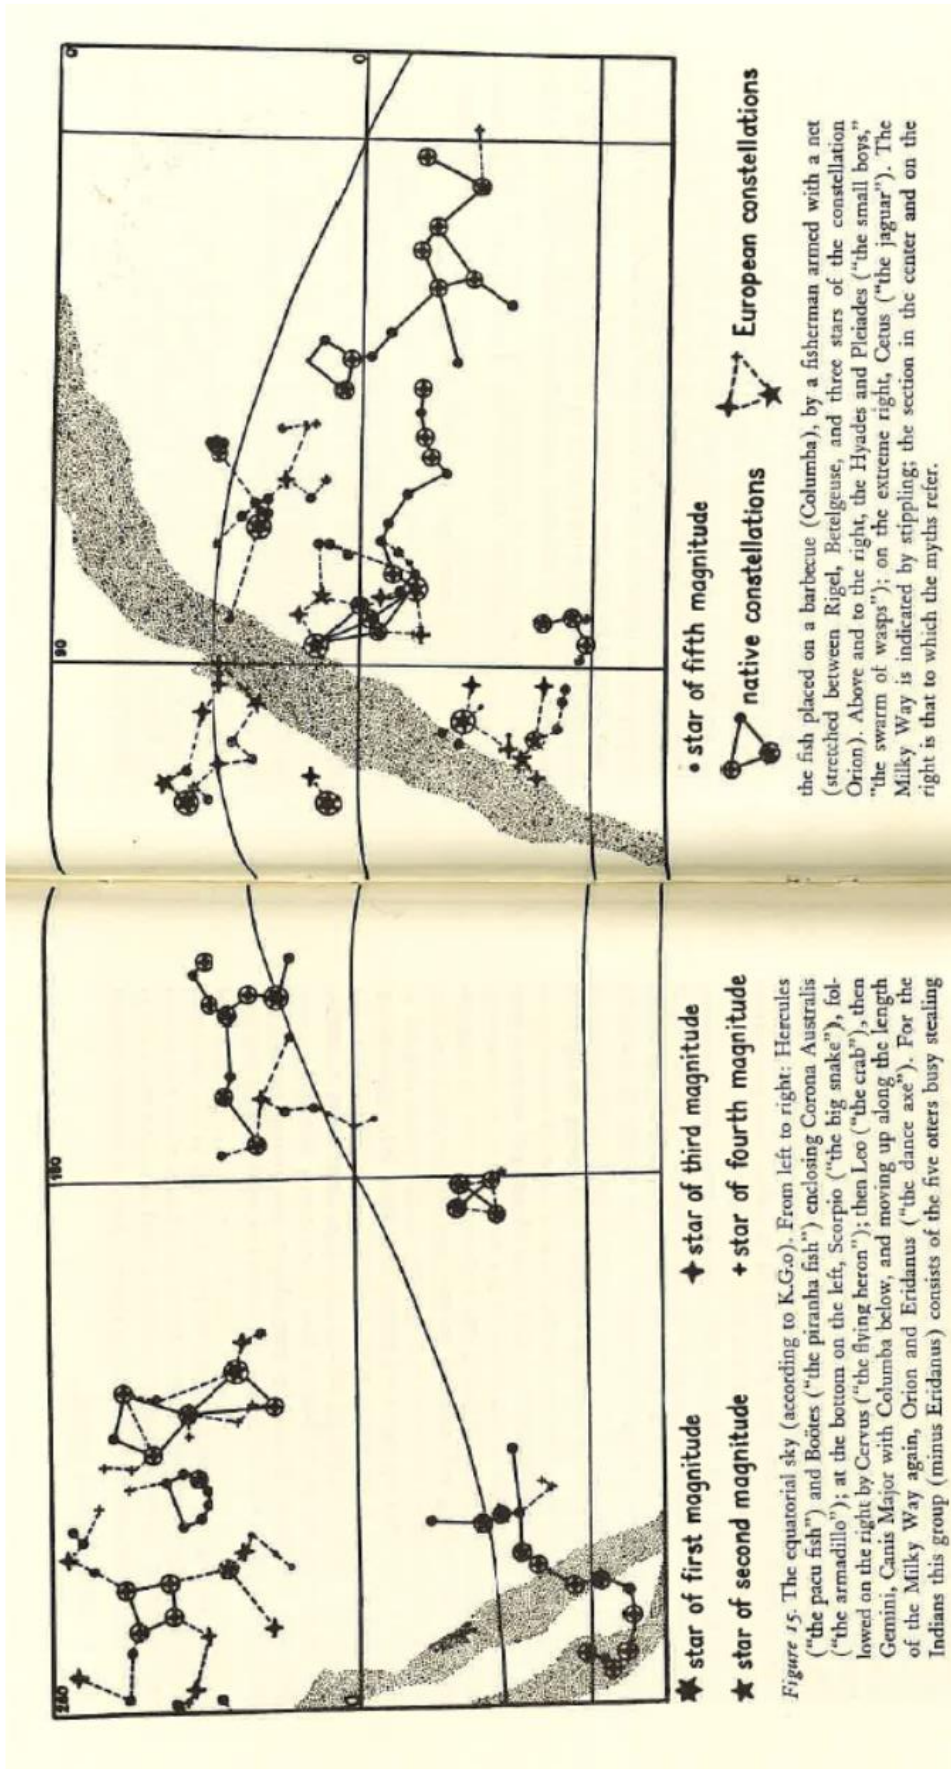 180
90
0
0
0
star of first magnitude
star of third magnitude
star of second magnitude
star of fourth magnitude
Figure 15. The equatorial sky (according to K.G.0). From left to right: Hercules
("the pacu fish") and Boötes ("the piranha fish") enclosing Corona Australis
("the armadillo"); at the bottom on the left, Scorpio ("the big snake"), fol-
lowed on the right by Cervus ("the flying heron"); then Leo ("the crab"), then
Gemini, Canis Major with Columba below, and moving up along the length
of the Milky Way again, Orion and Eridanus ("the dance axe"). For the
Indians this group (minus Eridanus) consists of the five otters busy stealing
star of fifth magnitude
native constellations
European constellations
the fish placed on a barbecue (Columba), by a fisherman armed with a net
(stretched between Rigel, Betelgeuse, and three stars of the constellation
Orion). Above and to the right, the Hyades and Pleiades ("the small boys,"
"the swarm of wasps"); on the extreme right, Cetus ("the jaguar"). The
Milky Way is indicated by stippling; the section in the center and on the
right is that to which the myths refer.